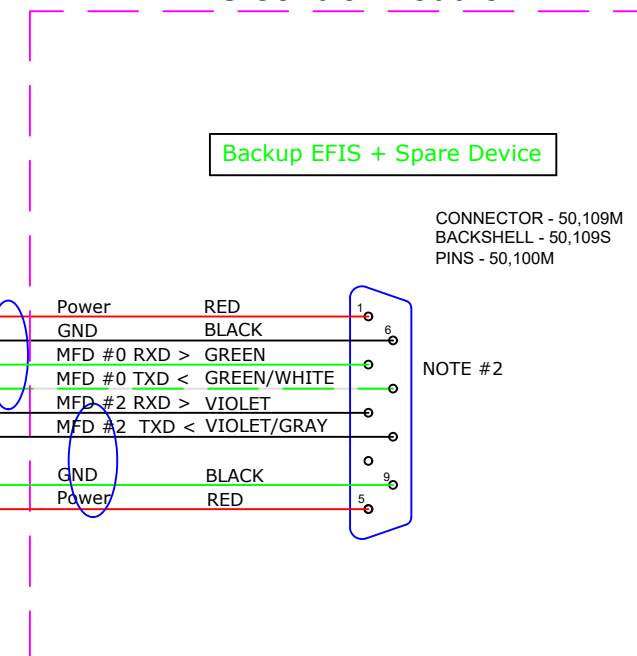 Backup EFIS + Spare Device
CONNECTOR - 50,109M
BACKSHELL - 50,109S
PINS - 50,100M
Power RED 1
GND BLACK 6
MFD #0 RXD > GREEN
MFD #0 TXD < GREEN/WHITE
NOTE #2
MFD #2 RXD > VIOLET
MFD #2 TXD < VIOLET/GRAY
GND BLACK 9
Power RED 5